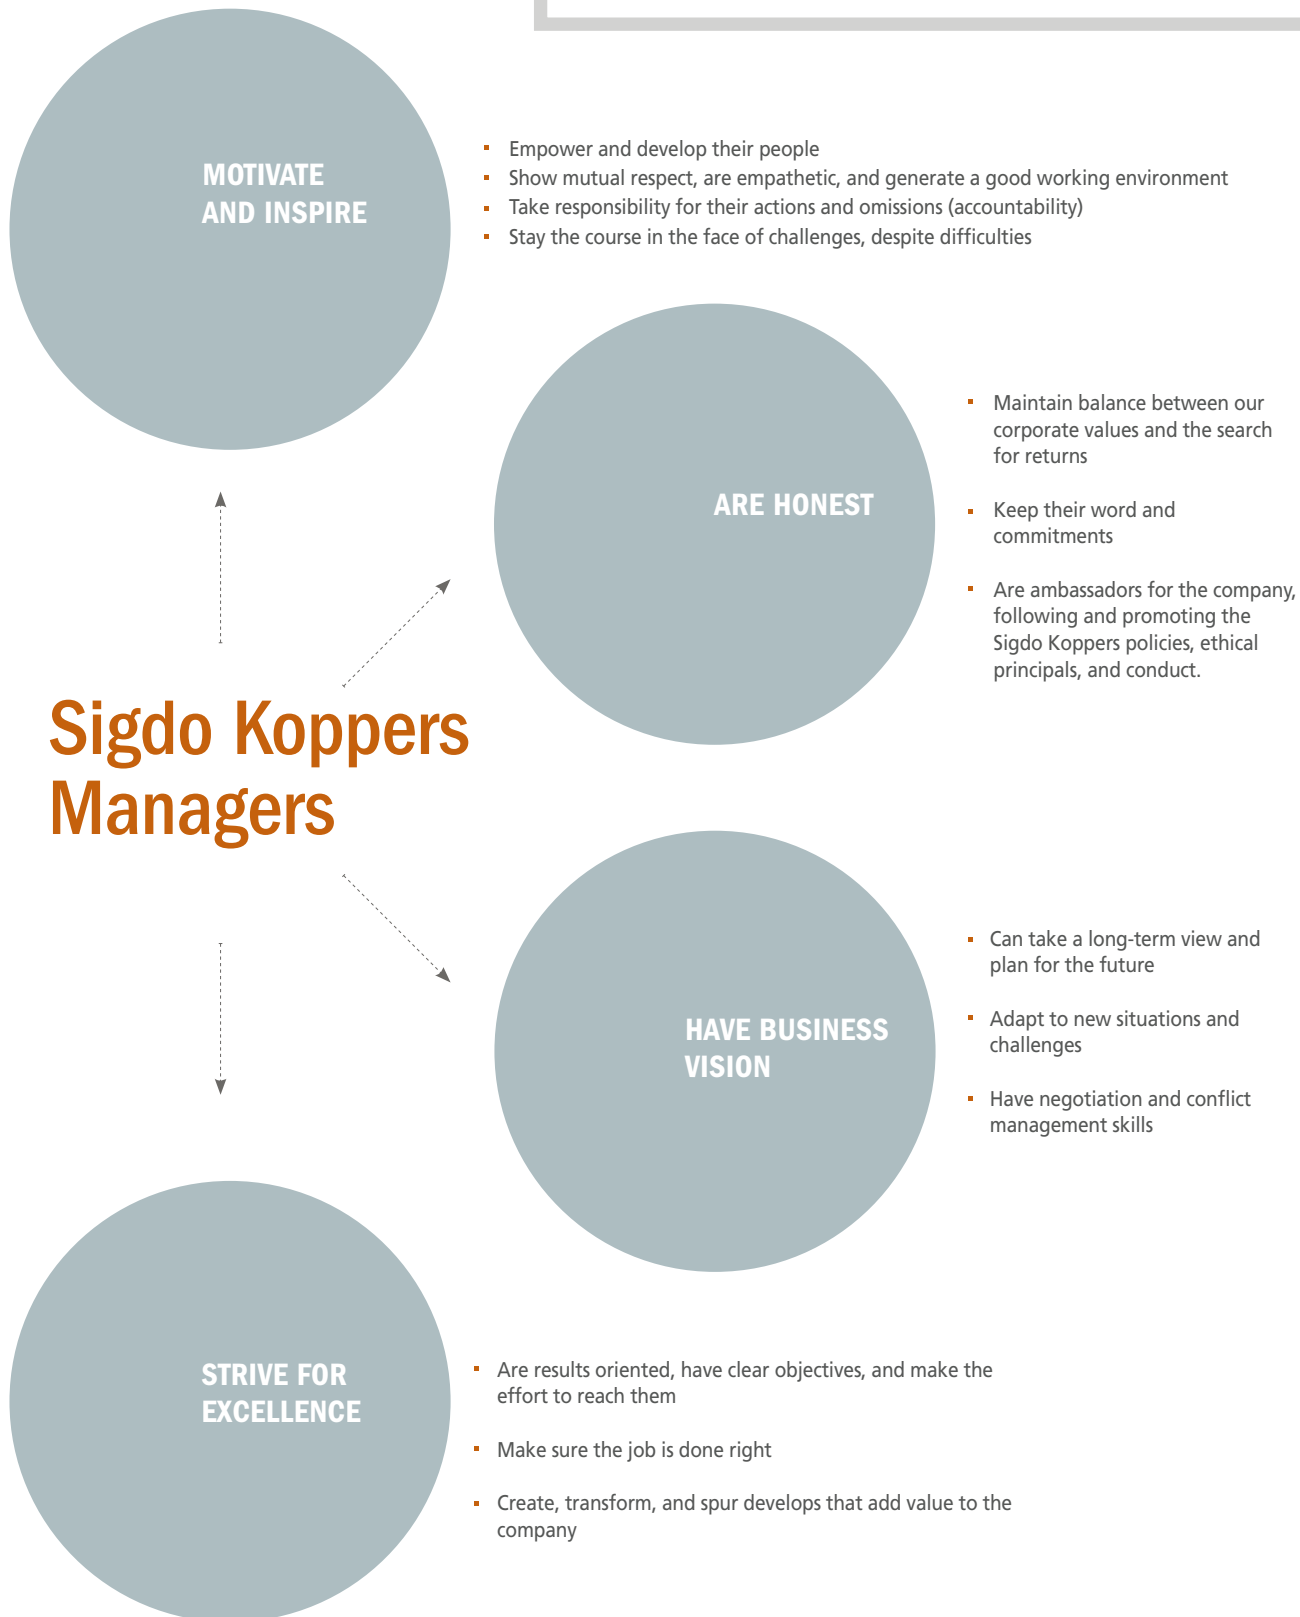 MOTIVATE
AND INSPIRE
Empower and develop their people
Show mutual respect, are empathetic, and generate a good working environment
Take responsibility for their actions and omissions (accountability)
Stay the course in the face of challenges, despite difficulties
ARE HONEST
Maintain balance between our
corporate values and the search
for returns
Keep their word and
commitments
Are ambassadors for the company,
following and promoting the
Sigdo Koppers policies, ethical
principals, and conduct.
Sigdo Koppers
Managers
HAVE BUSINESS
VISION
Can take a long-term view and
plan for the future
Adapt to new situations and
challenges
Have negotiation and conflict
management skills
STRIVE FOR
EXCELLENCE
Are results oriented, have clear objectives, and make the
effort to reach them
Make sure the job is done right
Create, transform, and spur develops that add value to the
company